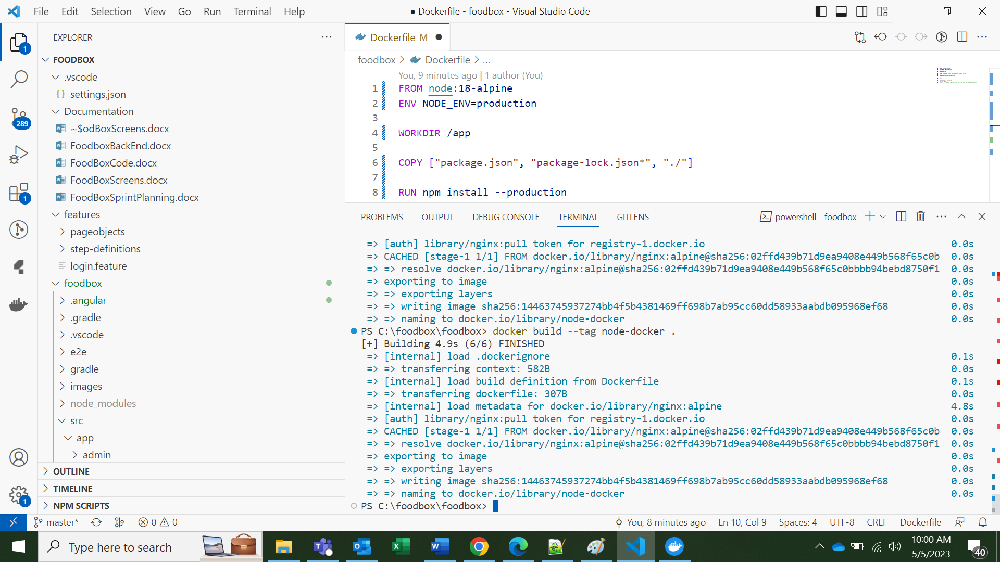 File Edit Selection View Go Run Terminal Help
● Dockerfile - foodbox - Visual Studio Code
EXPLORER
FOODBOX
.vscode
settings.json
Documentation
~$odBoxScreens.docx
FoodboxBackEnd.docx
FoodBoxCode.docx
FoodBoxScreens.docx
FoodBoxSprintPlanning.docx
features
pageobjects
step-definitions
login.feature
foodbox
.angular
.gradle
.vscode
e2e
gradle
images
node_modules
src
app
admin
OUTLINE
TIMELINE
NPM SCRIPTS
1
289
1
1
Dockerfile M ●
foodbox > Dockerfile > ...
You, 9 minutes ago | 1 author (You)
1 FROM node:18-alpine
2 ENV NODE_ENV=production
3
4 WORKDIR /app
5
6 COPY ["package.json", "package-lock.json*", "./"]
7
8 RUN npm install --production
PROBLEMS OUTPUT DEBUG CONSOLE TERMINAL GITLENS
powershell - foodbox
=> [auth] library/nginx:pull token for registry-1.docker.io 0.0s
=> CACHED [stage-1 1/1] FROM docker.io/library/nginx:alpine@sha256:02ffd439b71d9ea9408e449b568f65c0b 0.0s
=> => resolve docker.io/library/nginx:alpine@sha256:02ffd439b71d9ea9408e449b568f65c0bbbb94bebd8750f1 0.0s
=> exporting to image 0.0s
=> => exporting layers 0.0s
=> => writing image sha256:14463745937274bb4f5b4381469ff698b7ab95cc60dd58933aabdb095968ef68 0.0s
=> => naming to docker.io/library/node-docker 0.0s
PS C:\foodbox\foodbox> docker build --tag node-docker .
[+] Building 4.9s (6/6) FINISHED
=> [internal] load .dockerignore 0.1s
=> => transferring context: 582B 0.0s
=> [internal] load build definition from Dockerfile 0.1s
=> => transferring dockerfile: 307B 0.0s
=> [internal] load metadata for docker.io/library/nginx:alpine 4.8s
=> [auth] library/nginx:pull token for registry-1.docker.io 0.0s
=> CACHED [stage-1 1/1] FROM docker.io/library/nginx:alpine@sha256:02ffd439b71d9ea9408e449b568f65c0b 0.0s
=> => resolve docker.io/library/nginx:alpine@sha256:02ffd439b71d9ea9408e449b568f65c0bbbb94bebd8750f1 0.0s
=> exporting to image 0.0s
=> => exporting layers 0.0s
=> => writing image sha256:14463745937274bb4f5b4381469ff698b7ab95cc60dd58933aabdb095968ef68 0.0s
=> => naming to docker.io/library/node-docker 0.0s
PS C:\foodbox\foodbox>
master* 0 0
You, 8 minutes ago Ln 10, Col 9 Spaces: 4 UTF-8 CRLF Dockerfile
Type here to search
10:00 AM
5/5/2023
40